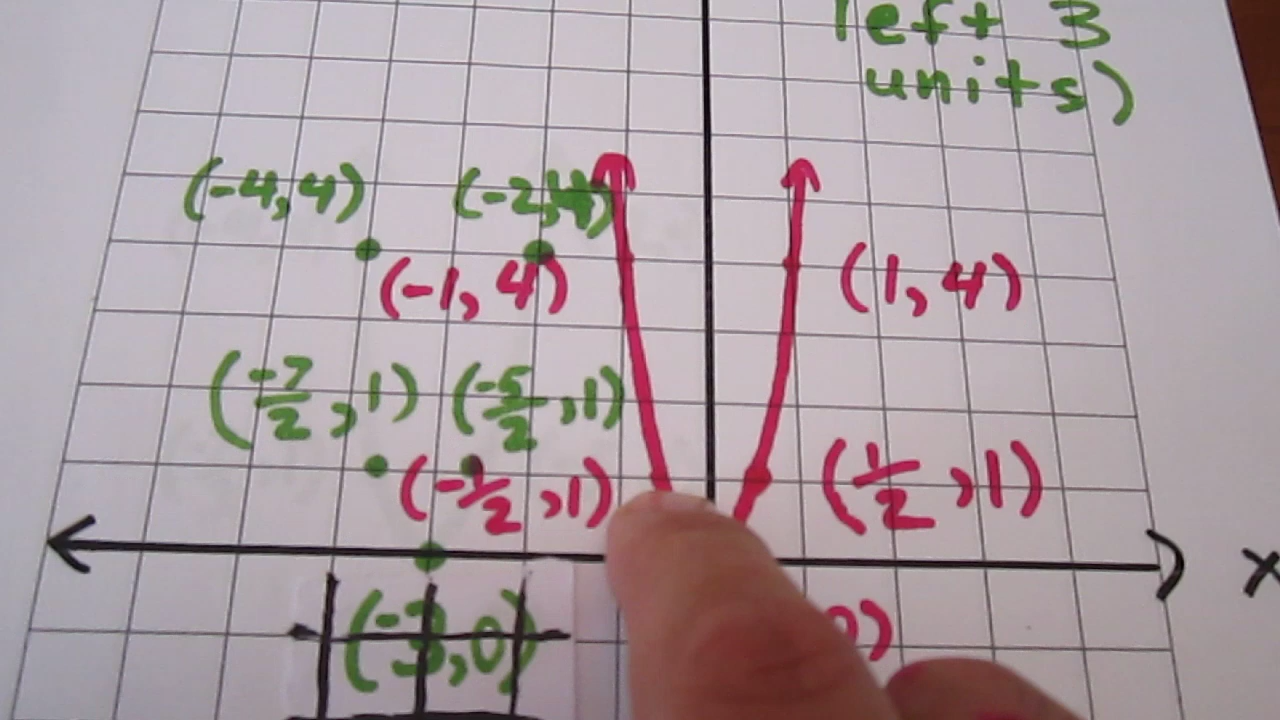 left 3
units)
(-4,4) (-2,4)
(-1, 4) (1, 4)
(-7/2, 1) (-5/2, 1)
(-1/2, 1) (1/2, 1)
x
(-3,0) 0)